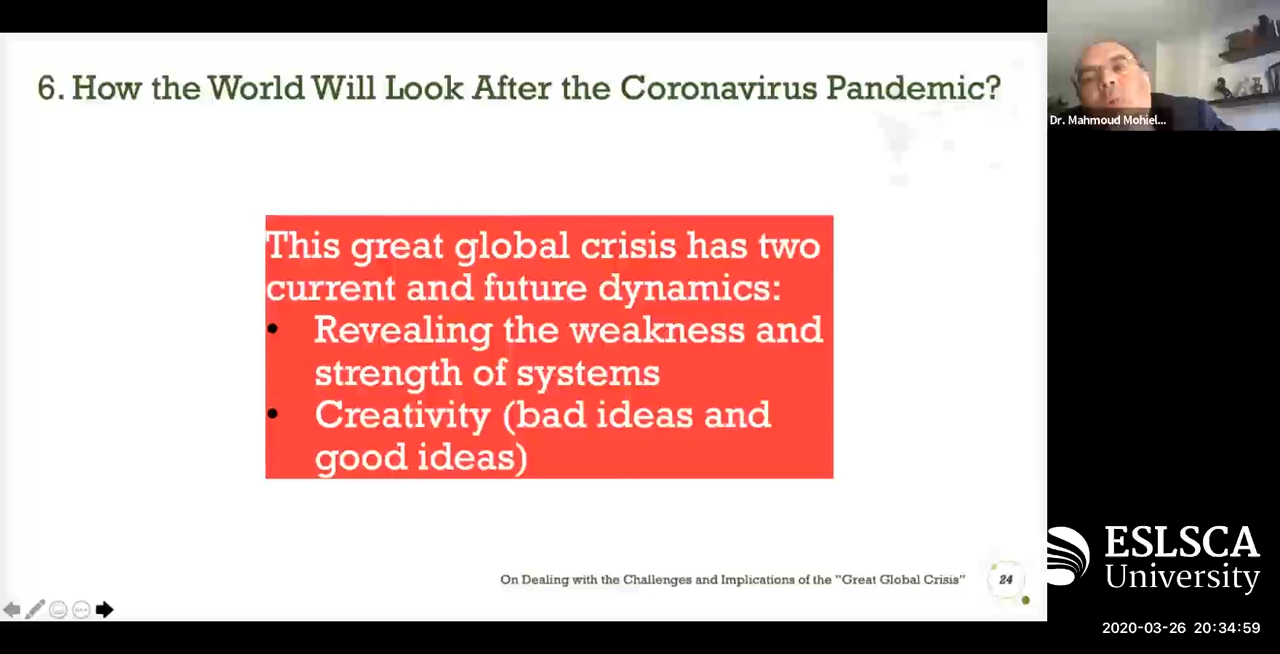 6. How the World Will Look After the Coronavirus Pandemic?
Dr. Mahmoud Mohiel...
This great global crisis has two
current and future dynamics:
• Revealing the weakness and
strength of systems
• Creativity (bad ideas and
good ideas)
On Dealing with the Challenges and Implications of the "Great Global Crisis"
24
ESLSCA
University
2020-03-26 20:34:59